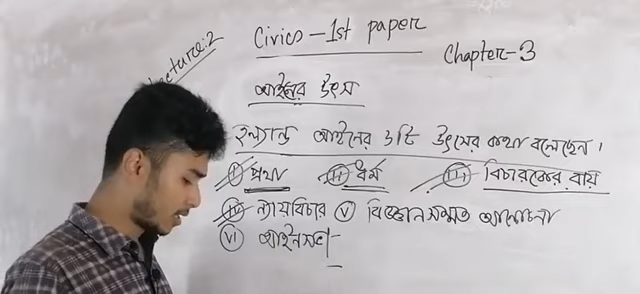 Lecture:2
Civics - 1st paper
Chapter-3
আইনের উৎস
হল্যান্ড আইনের ৬টি উৎসের কথা বলেছেন।
(i) প্রথা (ii) ধর্ম (iii) বিচারকের রায়
(iv) ন্যায়বিচার (v) বিজ্ঞানসম্মত আলোচনা
(vi) আইনসভা